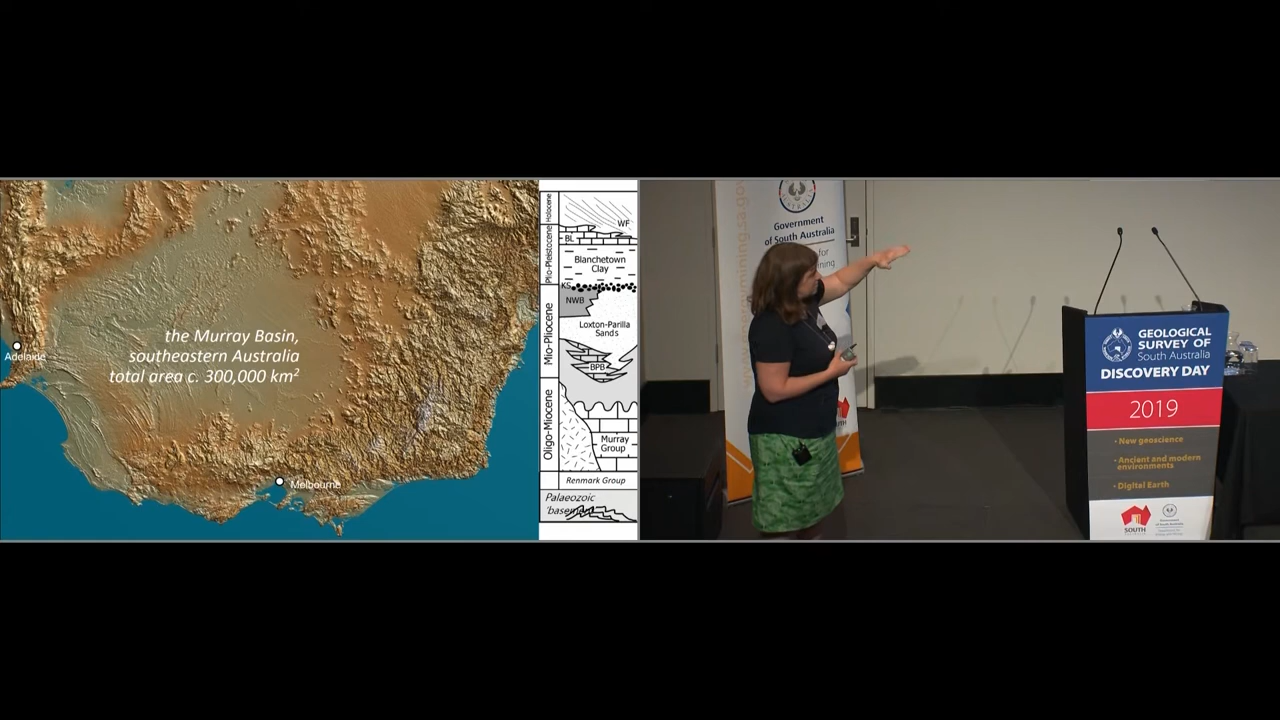 the Murray Basin,
southeastern Australia
total area c. 300,000 km²
Adelaide
Melbourne
Holocene
Plio-Pleistocene
Mio-Pliocene
Oligo-Miocene
WF
BL
Blanchetown
Clay
KS
NWB
Loxton-Parilla
Sands
BPB
Murray
Group
Renmark Group
Palaeozoic
'basement'
Government
of South Australia
for
GEOLOGICAL
SURVEY OF
South Australia
DISCOVERY DAY
2019
• New geoscience
• Ancient and modern
environments
• Digital Earth
SOUTH